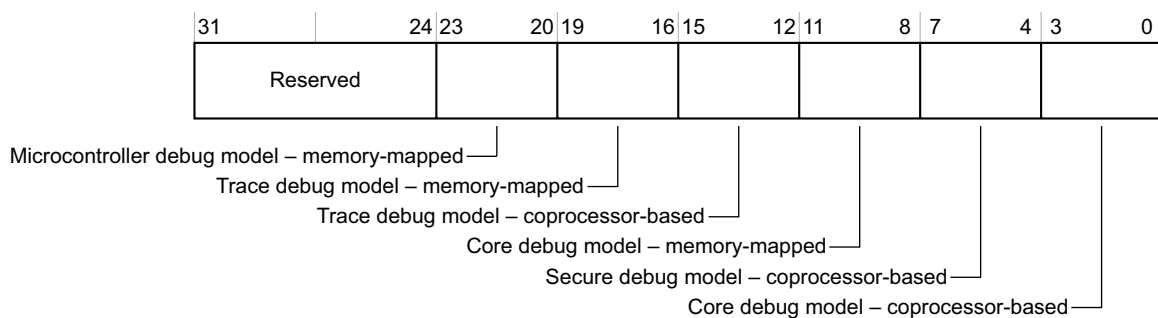 31 24 23 20 19 16 15 12 11 8 7 4 3 0
Reserved
Microcontroller debug model – memory-mapped
Trace debug model – memory-mapped
Trace debug model – coprocessor-based
Core debug model – memory-mapped
Secure debug model – coprocessor-based
Core debug model – coprocessor-based